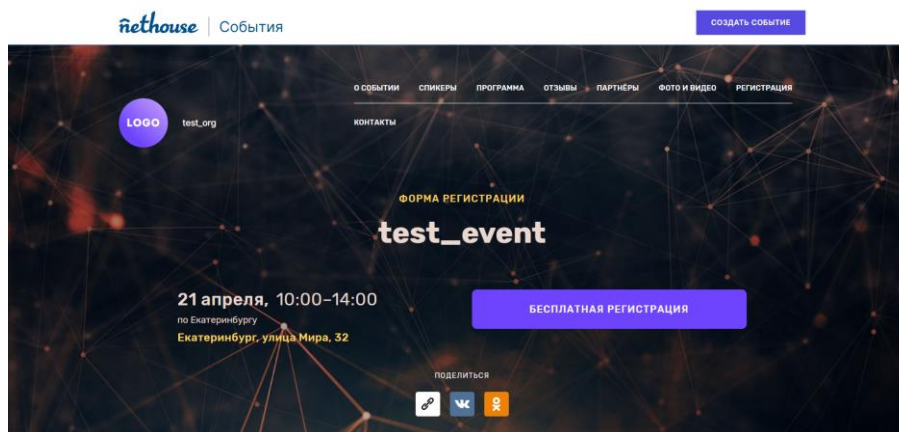 nethouse События
СОЗДАТЬ СОБЫТИЕ
О СОБЫТИИ СПИКЕРЫ ПРОГРАММА ОТЗЫВЫ ПАРТНЁРЫ ФОТО И ВИДЕО РЕГИСТРАЦИЯ
LOGO test_org
КОНТАКТЫ
ФОРМА РЕГИСТРАЦИИ
test_event
21 апреля, 10:00–14:00
по Екатеринбургу
Екатеринбург, улица Мира, 32
БЕСПЛАТНАЯ РЕГИСТРАЦИЯ
ПОДЕЛИТЬСЯ